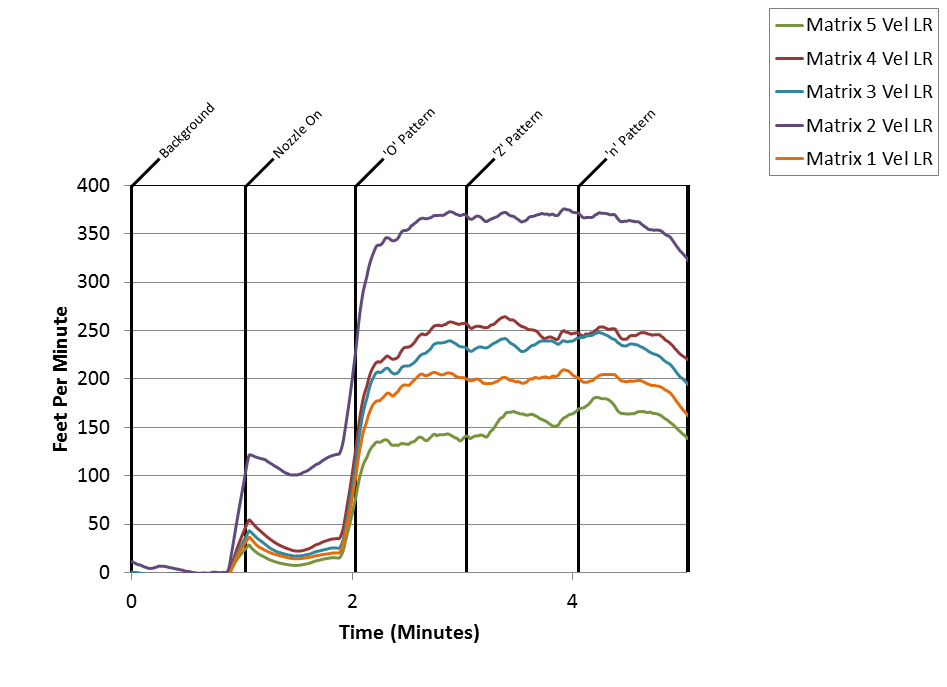 Matrix 5 Vel LR
Matrix 4 Vel LR
Matrix 3 Vel LR
Matrix 2 Vel LR
Matrix 1 Vel LR
Background
Nozzle On
'O' Pattern
'Z' Pattern
'n' Pattern
400
350
300
250
200
150
100
50
0
Feet Per Minute
0 2 4
Time (Minutes)